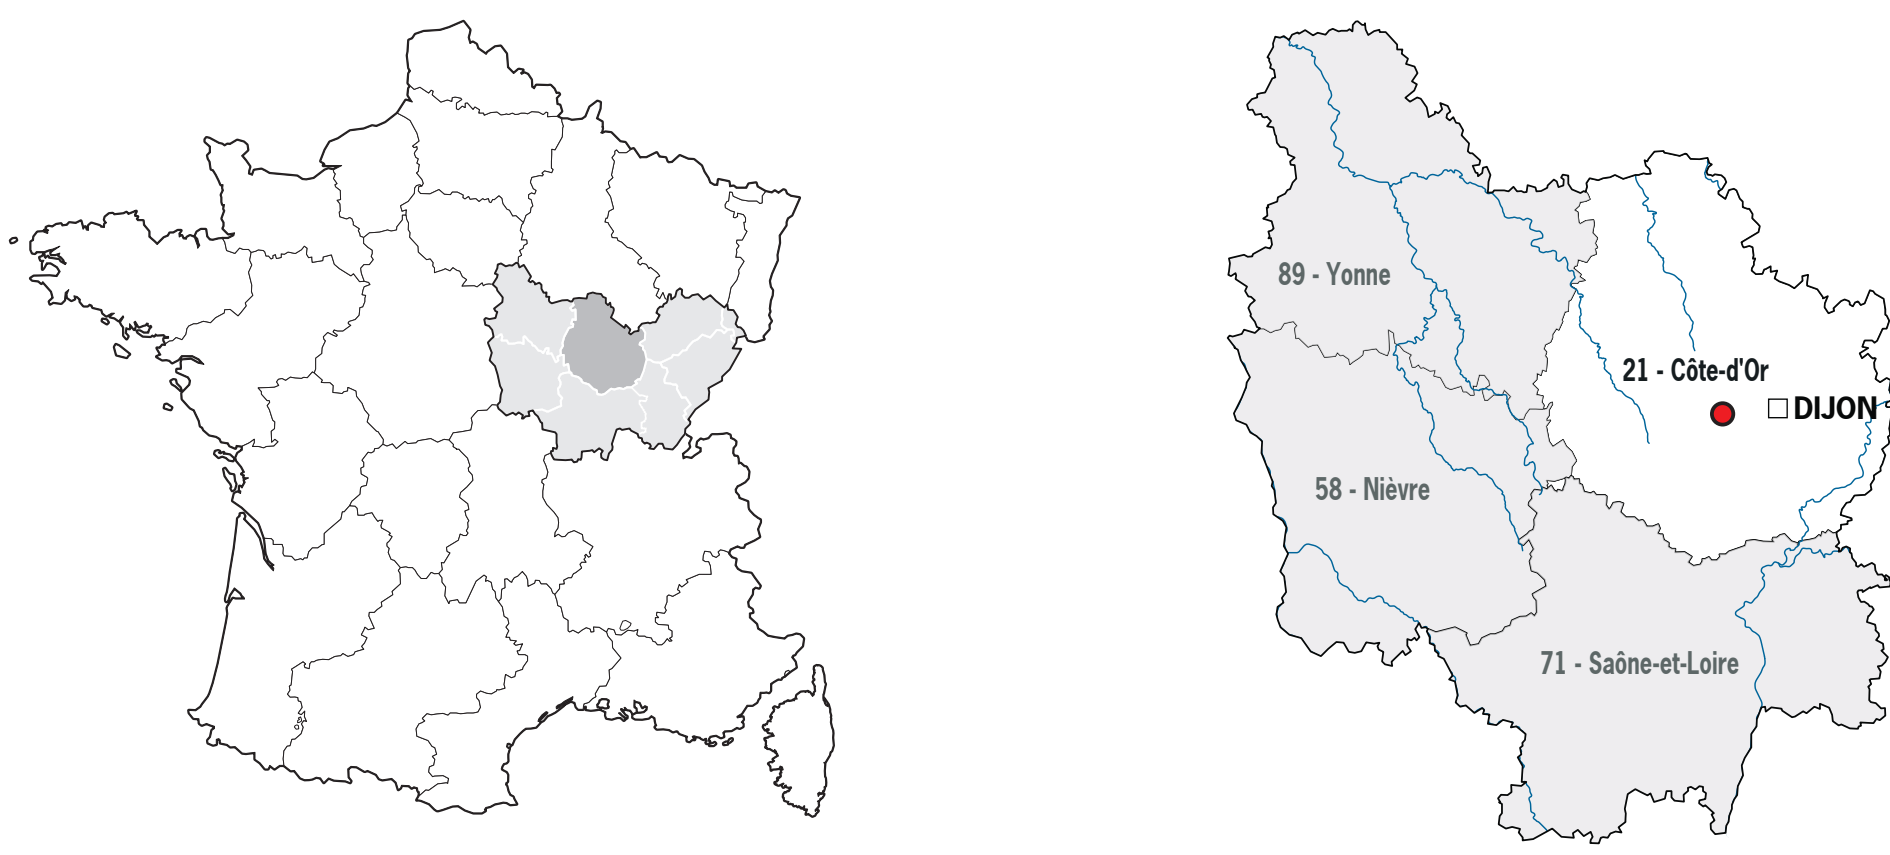 89 - Yonne
21 - Côte-d'Or
DIJON
58 - Nièvre
71 - Saône-et-Loire